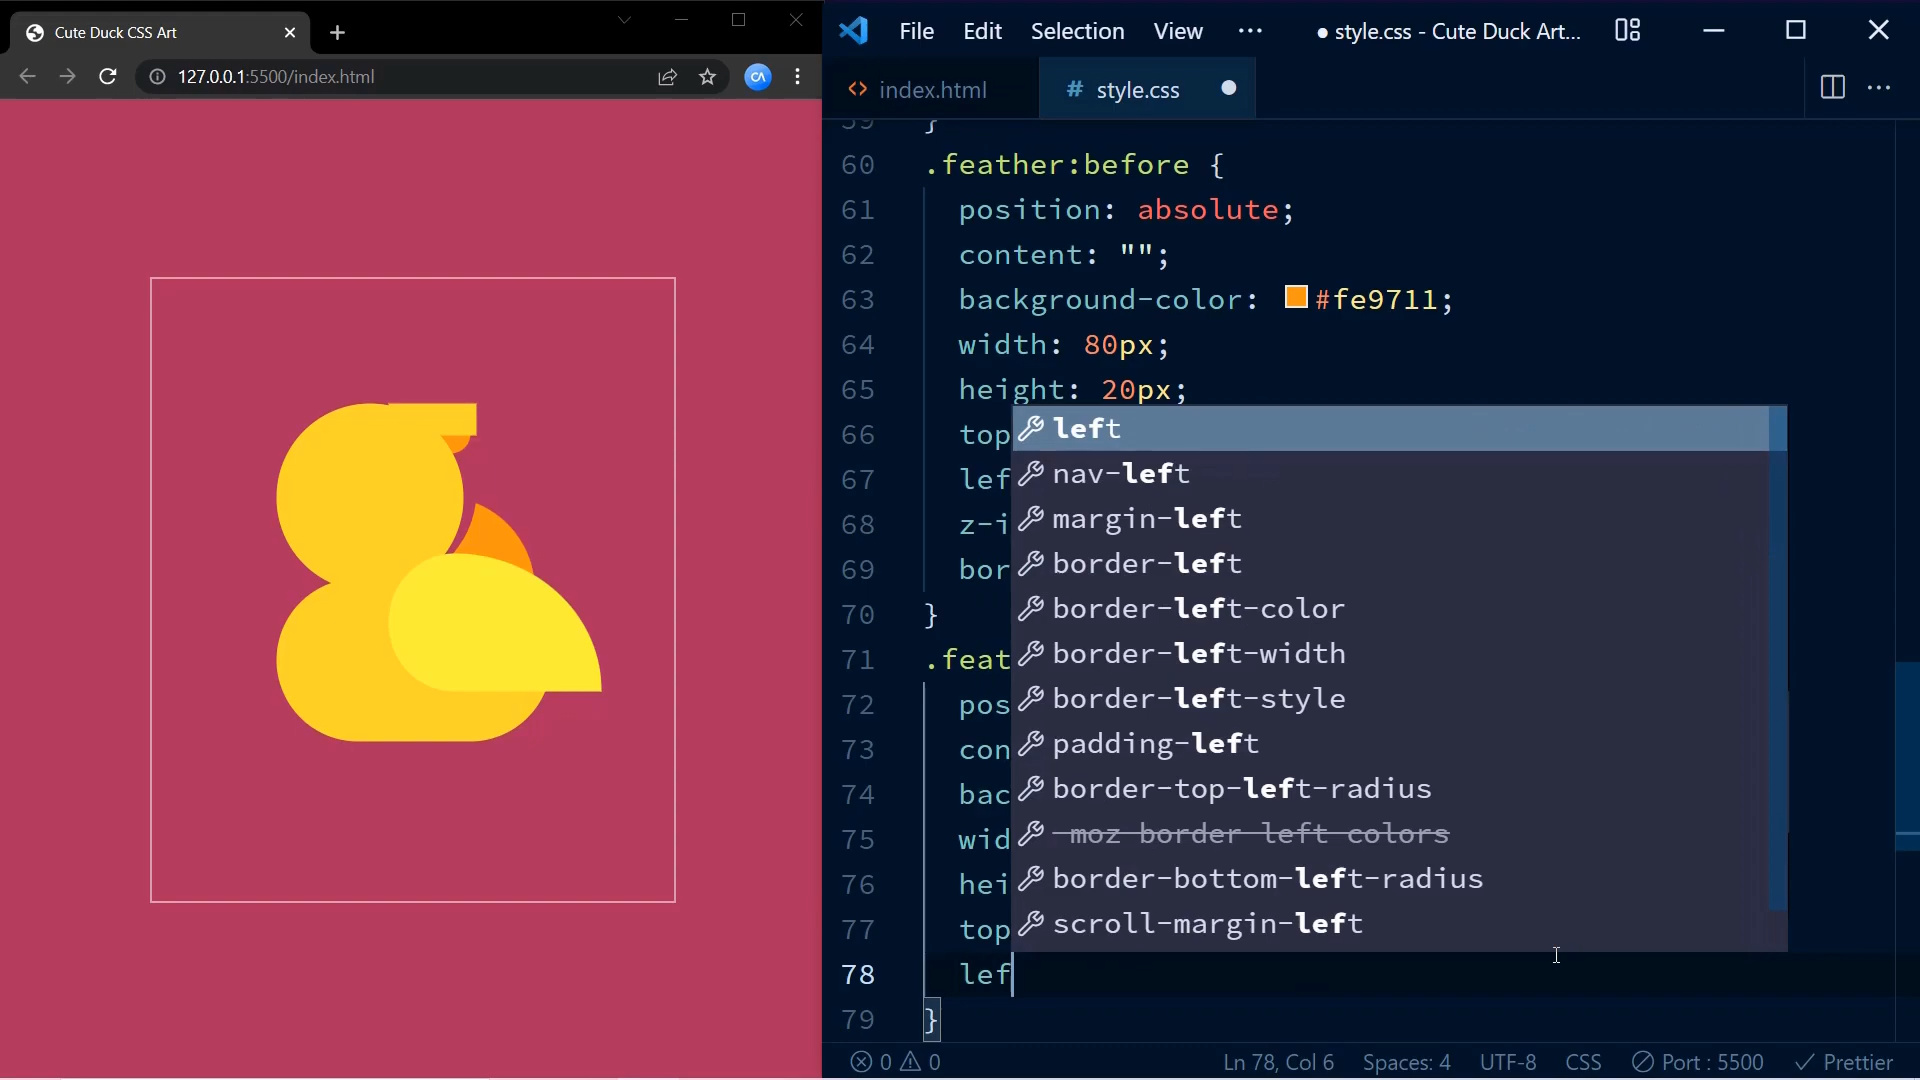 Cute Duck CSS Art
127.0.0.1:5500/index.html
CA
File Edit Selection View ···
● style.css - Cute Duck Art...
<> index.html
# style.css
59 }
60 .feather:before {
61 position: absolute;
62 content: "";
63 background-color: #fe9711;
64 width: 80px;
65 height: 20px;
66 top
67 lef
68 z-i
69 bor
70 }
71 .feat
72 pos
73 con
74 bac
75 wid
76 hei
77 top
78 lef
79 }
left
nav-left
margin-left
border-left
border-left-color
border-left-width
border-left-style
padding-left
border-top-left-radius
-moz-border-left-colors
border-bottom-left-radius
scroll-margin-left
0 0
Ln 78, Col 6 Spaces: 4 UTF-8 CSS Port : 5500 Prettier